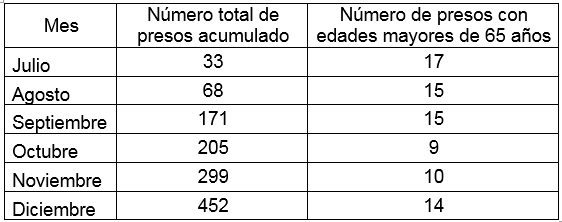 Mes Número total de Número de presos con
presos acumulado edades mayores de 65 años
Julio 33 17
Agosto 68 15
Septiembre 171 15
Octubre 205 9
Noviembre 299 10
Diciembre 452 14